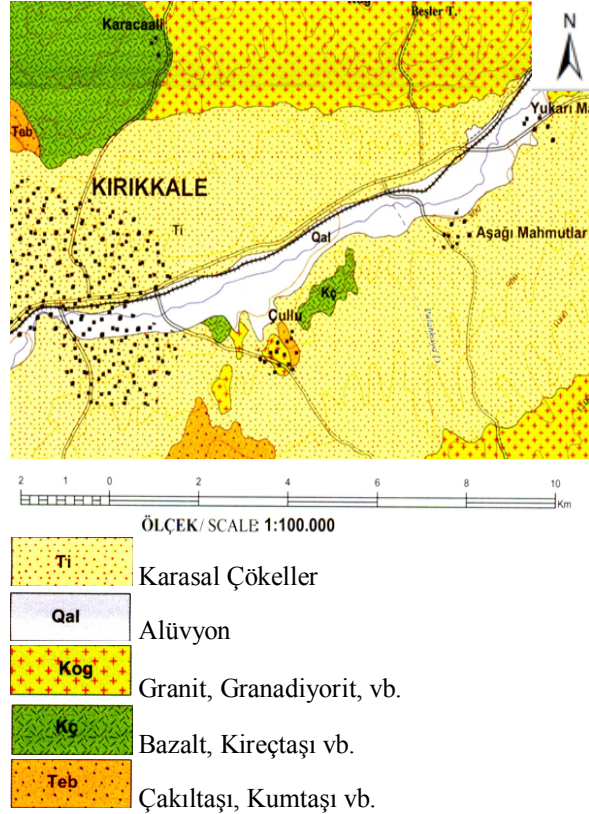 Kog
Beşler T.
N
Karacaali
Yukarı Ma
Teb
KIRIKKALE
Ti
Qal
Aşağı Mahmutlar
Kç
Çullu
2 1 0 2 4 6 8 10
Km
ÖLÇEK/ SCALE 1:100.000
Ti Karasal Çökeller
Qal Alüvyon
Kog Granit, Granadiyorit, vb.
Kç Bazalt, Kireçtaşı vb.
Teb Çakıltaşı, Kumtaşı vb.